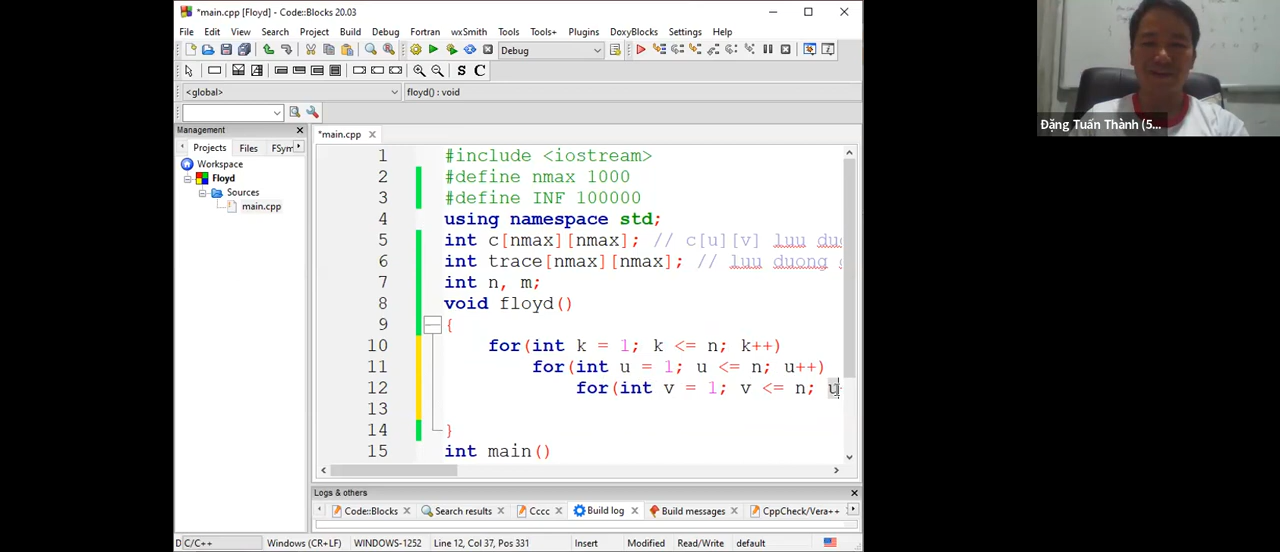 *main.cpp [Floyd] - Code::Blocks 20.03
File Edit View Search Project Build Debug Fortran wxSmith Tools Tools+ Plugins DoxyBlocks Settings Help
Debug
S C
<global> floyd() : void
Management
Projects Files FSym
Workspace
Floyd
Sources
main.cpp
*main.cpp
1 #include <iostream>
2 #define nmax 1000
3 #define INF 100000
4 using namespace std;
5 int c[nmax][nmax]; // c[u][v] luu
6 int trace[nmax][nmax]; // luu duong
7 int n, m;
8 void floyd()
9 {
10 for(int k = 1; k <= n; k++)
11 for(int u = 1; u <= n; u++)
12 for(int v = 1; v <= n; u
13
14 }
15 int main()
Logs & others
Code::Blocks Search results Cccc Build log Build messages CppCheck/Vera++
C/C++ Windows (CR+LF) WINDOWS-1252 Line 12, Col 37, Pos 331 Insert Modified Read/Write default
Đặng Tuấn Thành (5...